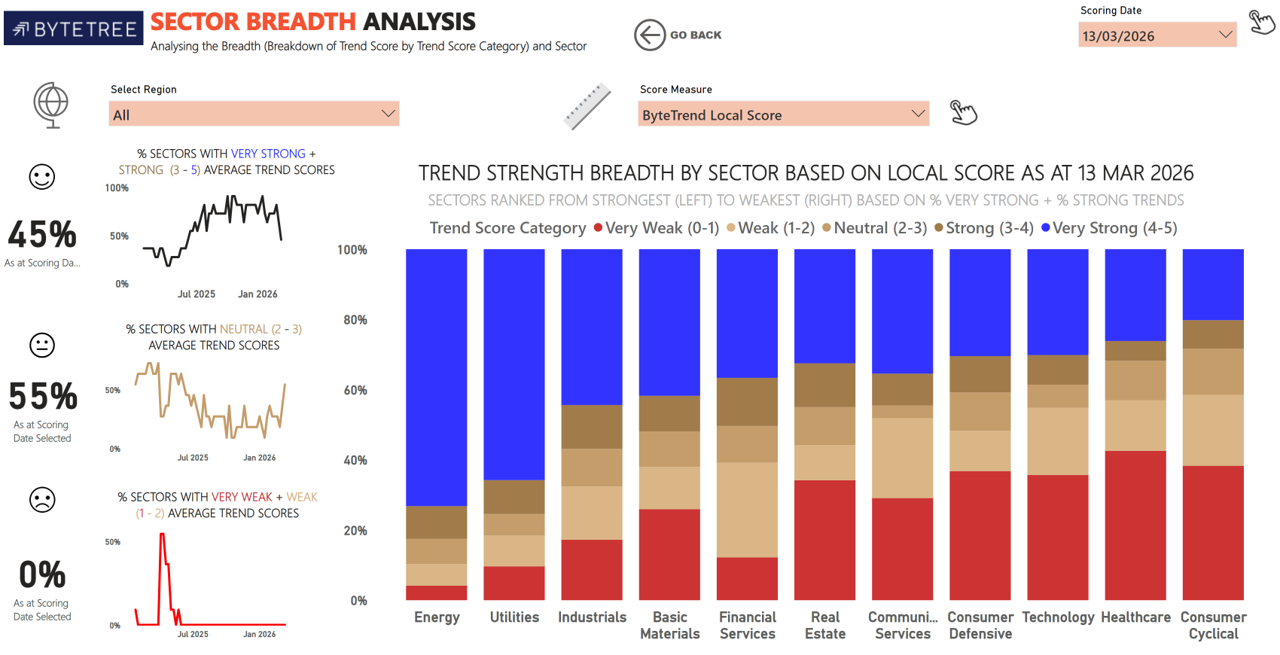 BYTETREE
SECTOR BREADTH ANALYSIS
Analysing the Breadth (Breakdown of Trend Score by Trend Score Category) and Sector
GO BACK
Scoring Date
13/03/2026
Select Region
All
Score Measure
ByteTrend Local Score
% SECTORS WITH VERY STRONG +
STRONG (3 - 5) AVERAGE TREND SCORES
100%
50%
0%
Jul 2025
Jan 2026
45%
As at Scoring Da...
% SECTORS WITH NEUTRAL (2 - 3)
AVERAGE TREND SCORES
50%
0%
Jul 2025
Jan 2026
55%
As at Scoring
Date Selected
% SECTORS WITH VERY WEAK + WEAK
(1 - 2) AVERAGE TREND SCORES
50%
0%
Jul 2025
Jan 2026
0%
As at Scoring
Date Selected
TREND STRENGTH BREADTH BY SECTOR BASED ON LOCAL SCORE AS AT 13 MAR 2026
SECTORS RANKED FROM STRONGEST (LEFT) TO WEAKEST (RIGHT) BASED ON % VERY STRONG + % STRONG TRENDS
Trend Score Category Very Weak (0-1) Weak (1-2) Neutral (2-3) Strong (3-4) Very Strong (4-5)
100%
80%
60%
40%
20%
0%
Energy
Utilities
Industrials
Basic
Materials
Financial
Services
Real
Estate
Communi...
Services
Consumer
Defensive
Technology
Healthcare
Consumer
Cyclical